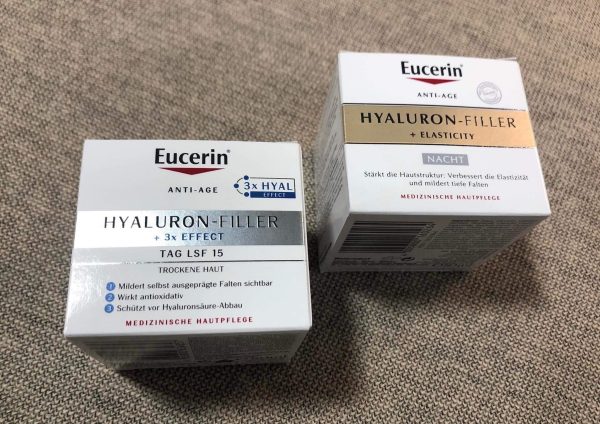 Eucerin®
ANTI-AGE
3x HYAL
EFFECT
HYALURON-FILLER
+ 3x EFFECT
TAG LSF 15
TROCKENE HAUT
1 Mildert selbst ausgeprägte Falten sichtbar
2 Wirkt antioxidativ
3 Schützt vor Hyaluronsäure-Abbau
MEDIZINISCHE HAUTPFLEGE
Eucerin®
ANTI-AGE
HYALURON-FILLER
+ ELASTICITY
NACHT
Stärkt die Hautstruktur: Verbessert die Elastizität
und mildert tiefe Falten
MEDIZINISCHE HAUTPFLEGE